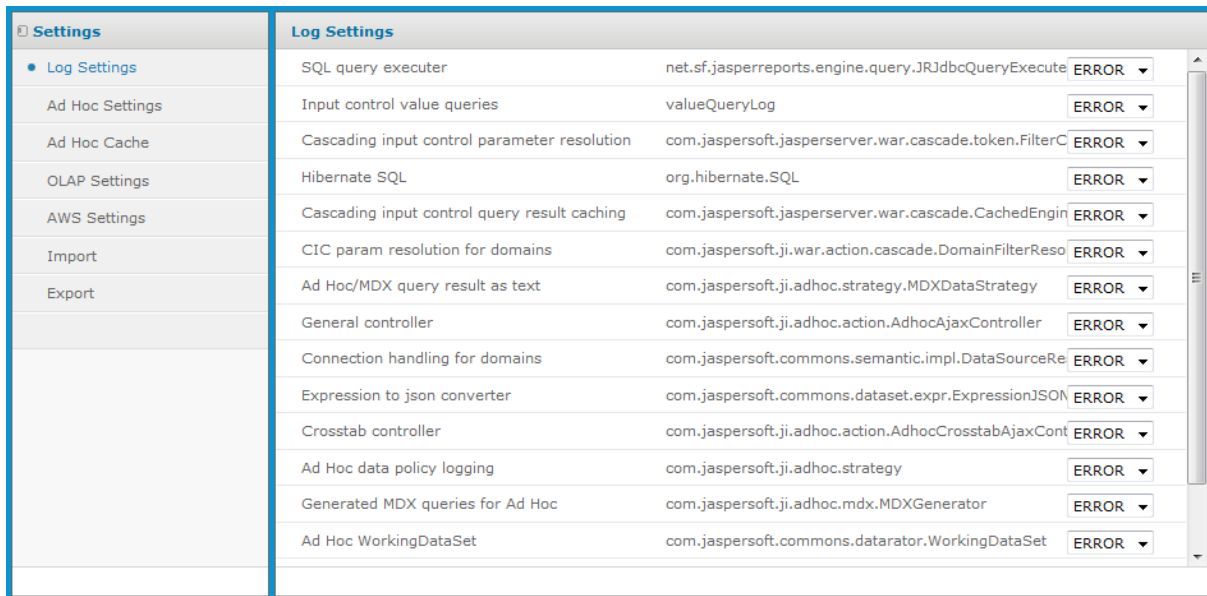 Settings
Log Settings
Ad Hoc Settings
Ad Hoc Cache
OLAP Settings
AWS Settings
Import
Export
Log Settings
SQL query executer net.sf.jasperreports.engine.query.JRJdbcQueryExecute ERROR
Input control value queries valueQueryLog ERROR
Cascading input control parameter resolution com.jaspersoft.jasperserver.war.cascade.token.FilterC ERROR
Hibernate SQL org.hibernate.SQL ERROR
Cascading input control query result caching com.jaspersoft.jasperserver.war.cascade.CachedEngin ERROR
CIC param resolution for domains com.jaspersoft.ji.war.action.cascade.DomainFilterReso ERROR
Ad Hoc/MDX query result as text com.jaspersoft.ji.adhoc.strategy.MDXDataStrategy ERROR
General controller com.jaspersoft.ji.adhoc.action.AdhocAjaxController ERROR
Connection handling for domains com.jaspersoft.commons.semantic.impl.DataSourceRe ERROR
Expression to json converter com.jaspersoft.commons.dataset.expr.ExpressionJSON ERROR
Crosstab controller com.jaspersoft.ji.adhoc.action.AdhocCrosstabAjaxCont ERROR
Ad Hoc data policy logging com.jaspersoft.ji.adhoc.strategy ERROR
Generated MDX queries for Ad Hoc com.jaspersoft.ji.adhoc.mdx.MDXGenerator ERROR
Ad Hoc WorkingDataSet com.jaspersoft.commons.datarator.WorkingDataSet ERROR